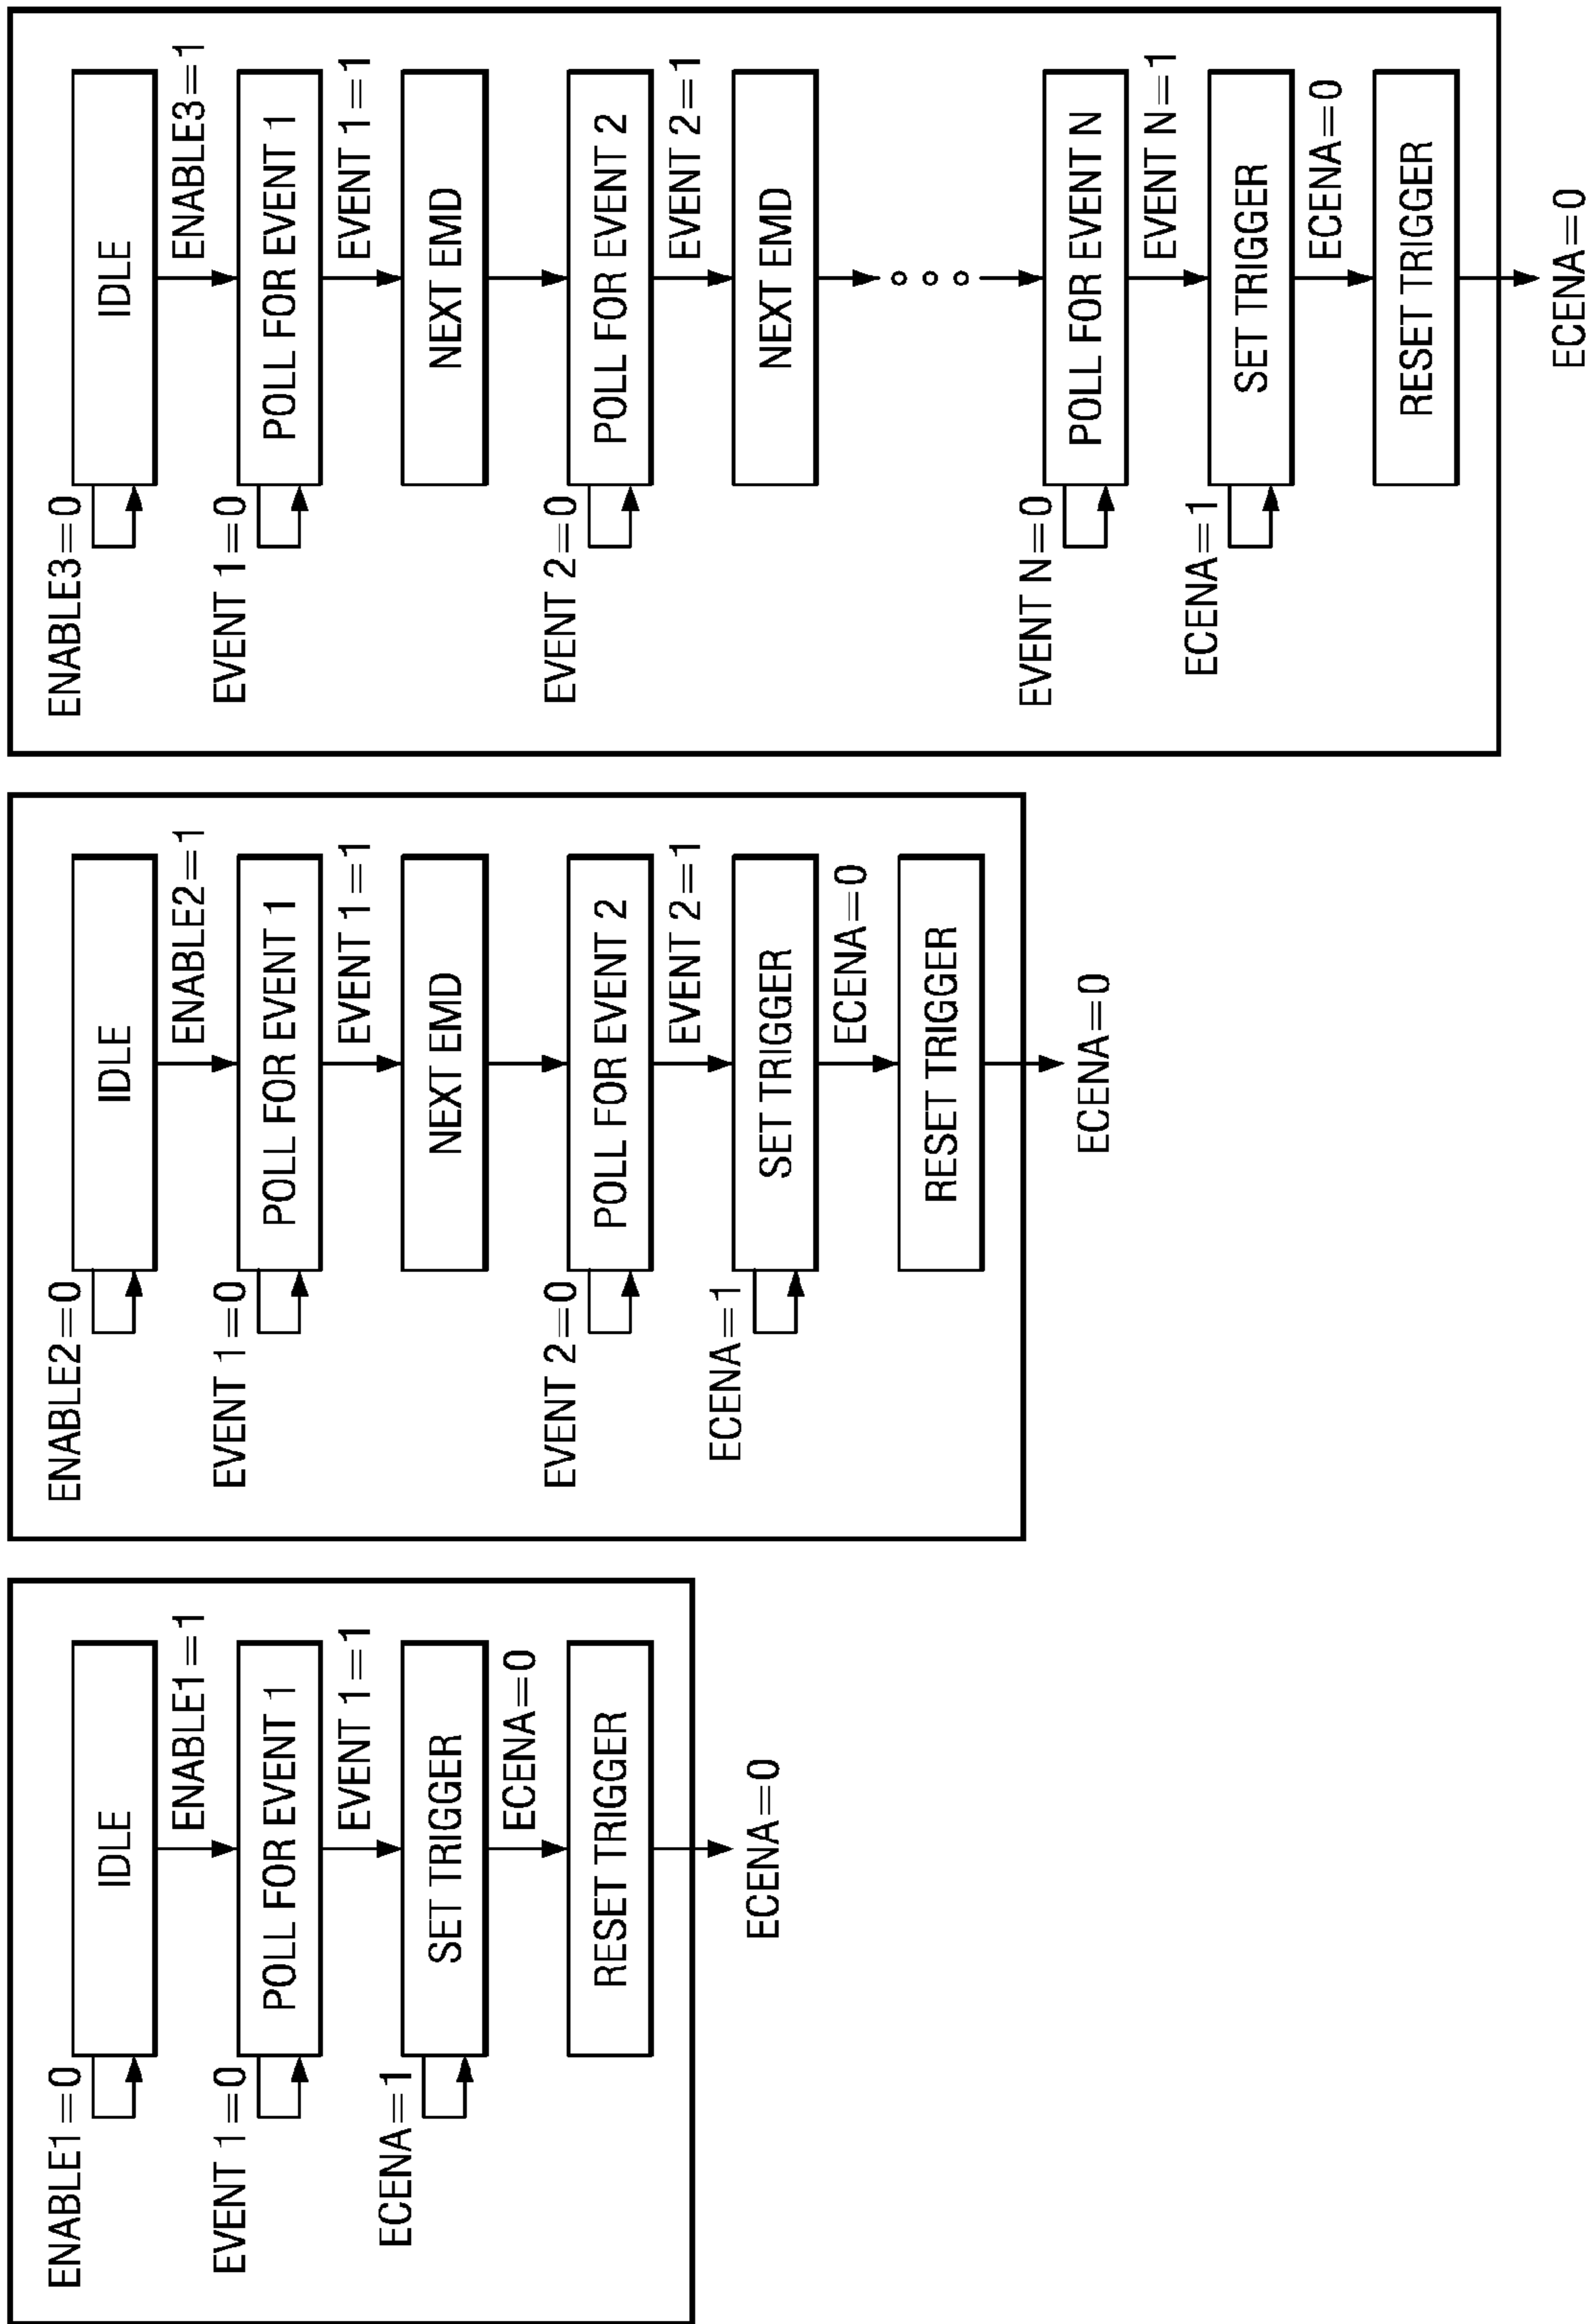 ENABLE1=0
IDLE
ENABLE1=1
EVENT 1=0
POLL FOR EVENT 1
EVENT 1=1
ECENA=1
SET TRIGGER
ECENA=0
RESET TRIGGER
ECENA=0
ENABLE2=0
IDLE
ENABLE2=1
EVENT 1=0
POLL FOR EVENT 1
EVENT 1=1
NEXT EMD
EVENT 2=0
POLL FOR EVENT 2
EVENT 2=1
ECENA=1
SET TRIGGER
ECENA=0
RESET TRIGGER
ECENA=0
ENABLE3=0
IDLE
ENABLE3=1
EVENT 1=0
POLL FOR EVENT 1
EVENT 1=1
NEXT EMD
EVENT 2=0
POLL FOR EVENT 2
EVENT 2=1
NEXT EMD
EVENT N=0
POLL FOR EVENT N
EVENT N=1
ECENA=1
SET TRIGGER
ECENA=0
RESET TRIGGER
ECENA=0